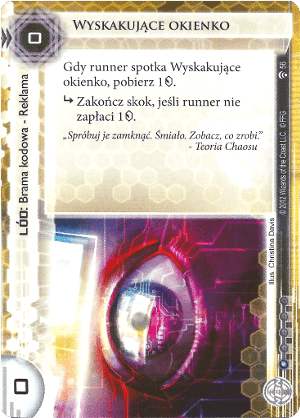 0
Wyskakujące okienko
Gdy runner spotka Wyskakujące
okienko, pobierz 1.
Zakończ skok, jeśli runner nie
zapłaci 1.
„Spróbuj je zamknąć. Śmiało. Zobacz, co zrobi.”
- Teoria Chaosu
LÓD: Brama kodowa - Reklama
56
© 2012 Wizards of the Coast LLC. © FFG
Illus. Christina Davis
0